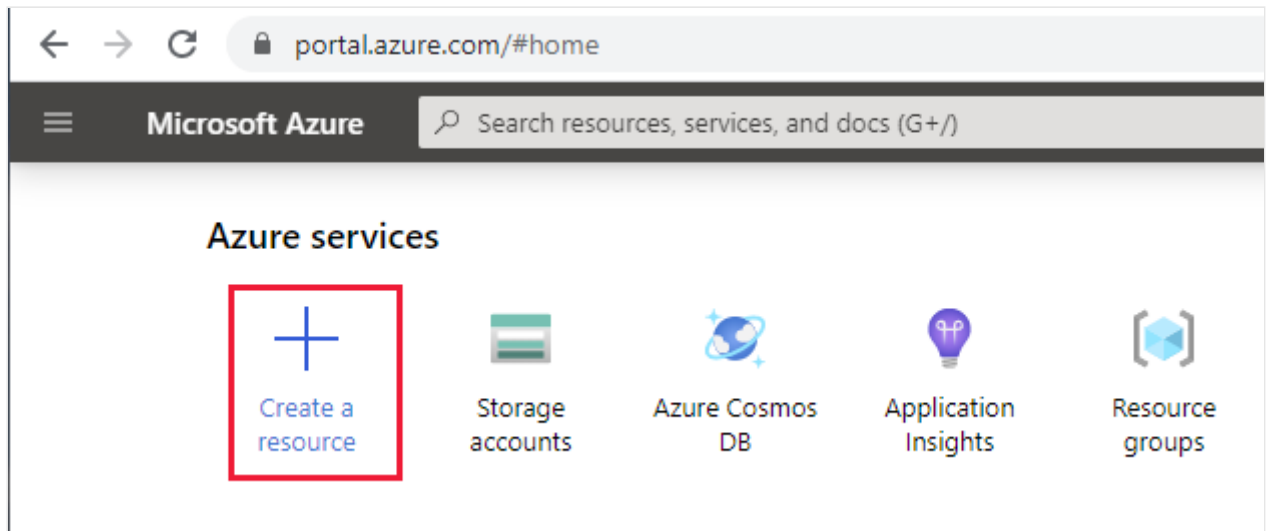 portal.azure.com/#home
Microsoft Azure
Search resources, services, and docs (G+/)
Azure services
Create a
resource
Storage
accounts
Azure Cosmos
DB
Application
Insights
Resource
groups